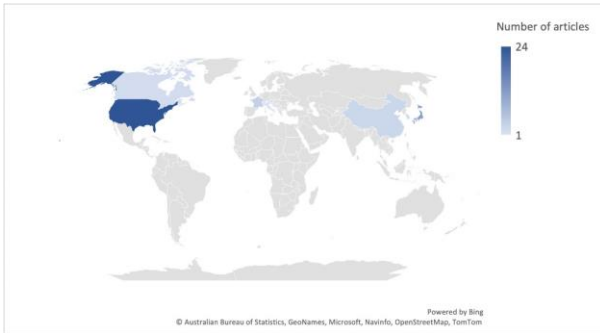 Number of articles
24
1
Powered by Bing
© Australian Bureau of Statistics, GeoNames, Microsoft, Navinfo, OpenStreetMap, TomTom